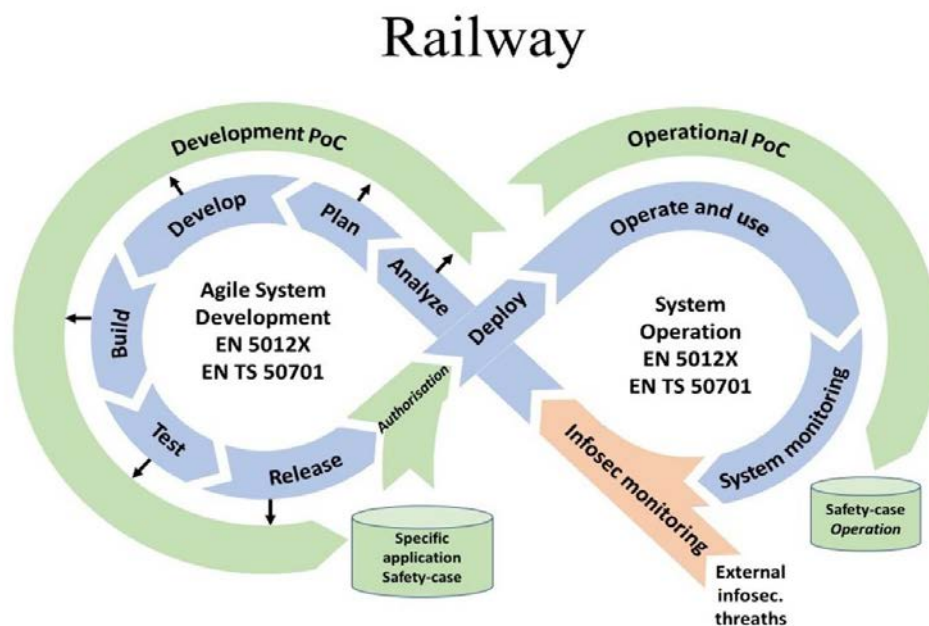 Railway
Development PoC
Operational PoC
Develop
Plan
Analyze
Build
Test
Release
Agile System
Development
EN 5012X
EN TS 50701
Authorisation
Deploy
Operate and use
System
Operation
EN 5012X
EN TS 50701
System monitoring
Infosec monitoring
Specific
application
Safety-case
Safety-case
Operation
External
infosec.
threaths